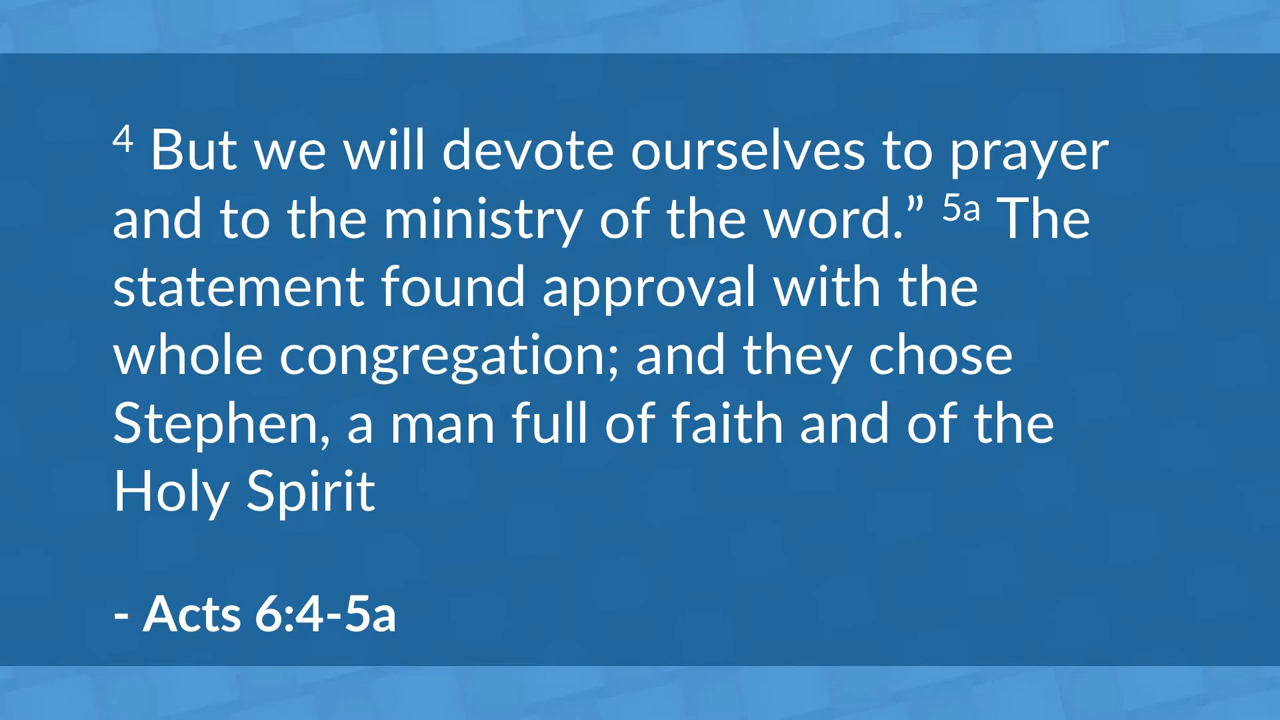 4 But we will devote ourselves to prayer
and to the ministry of the word.” 5a The
statement found approval with the
whole congregation; and they chose
Stephen, a man full of faith and of the
Holy Spirit
- Acts 6:4-5a